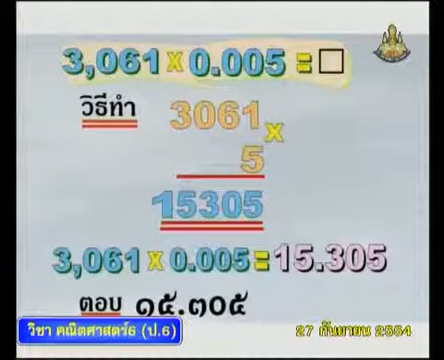 3,061 x 0.005 = □
วิธีทำ
3061
x
5
15305
3,061 x 0.005 = 15.305
ตอบ ๑๕.๓๐๕
วิชา คณิตศาสตร์6 (ป.6)
27 กันยายน 2554